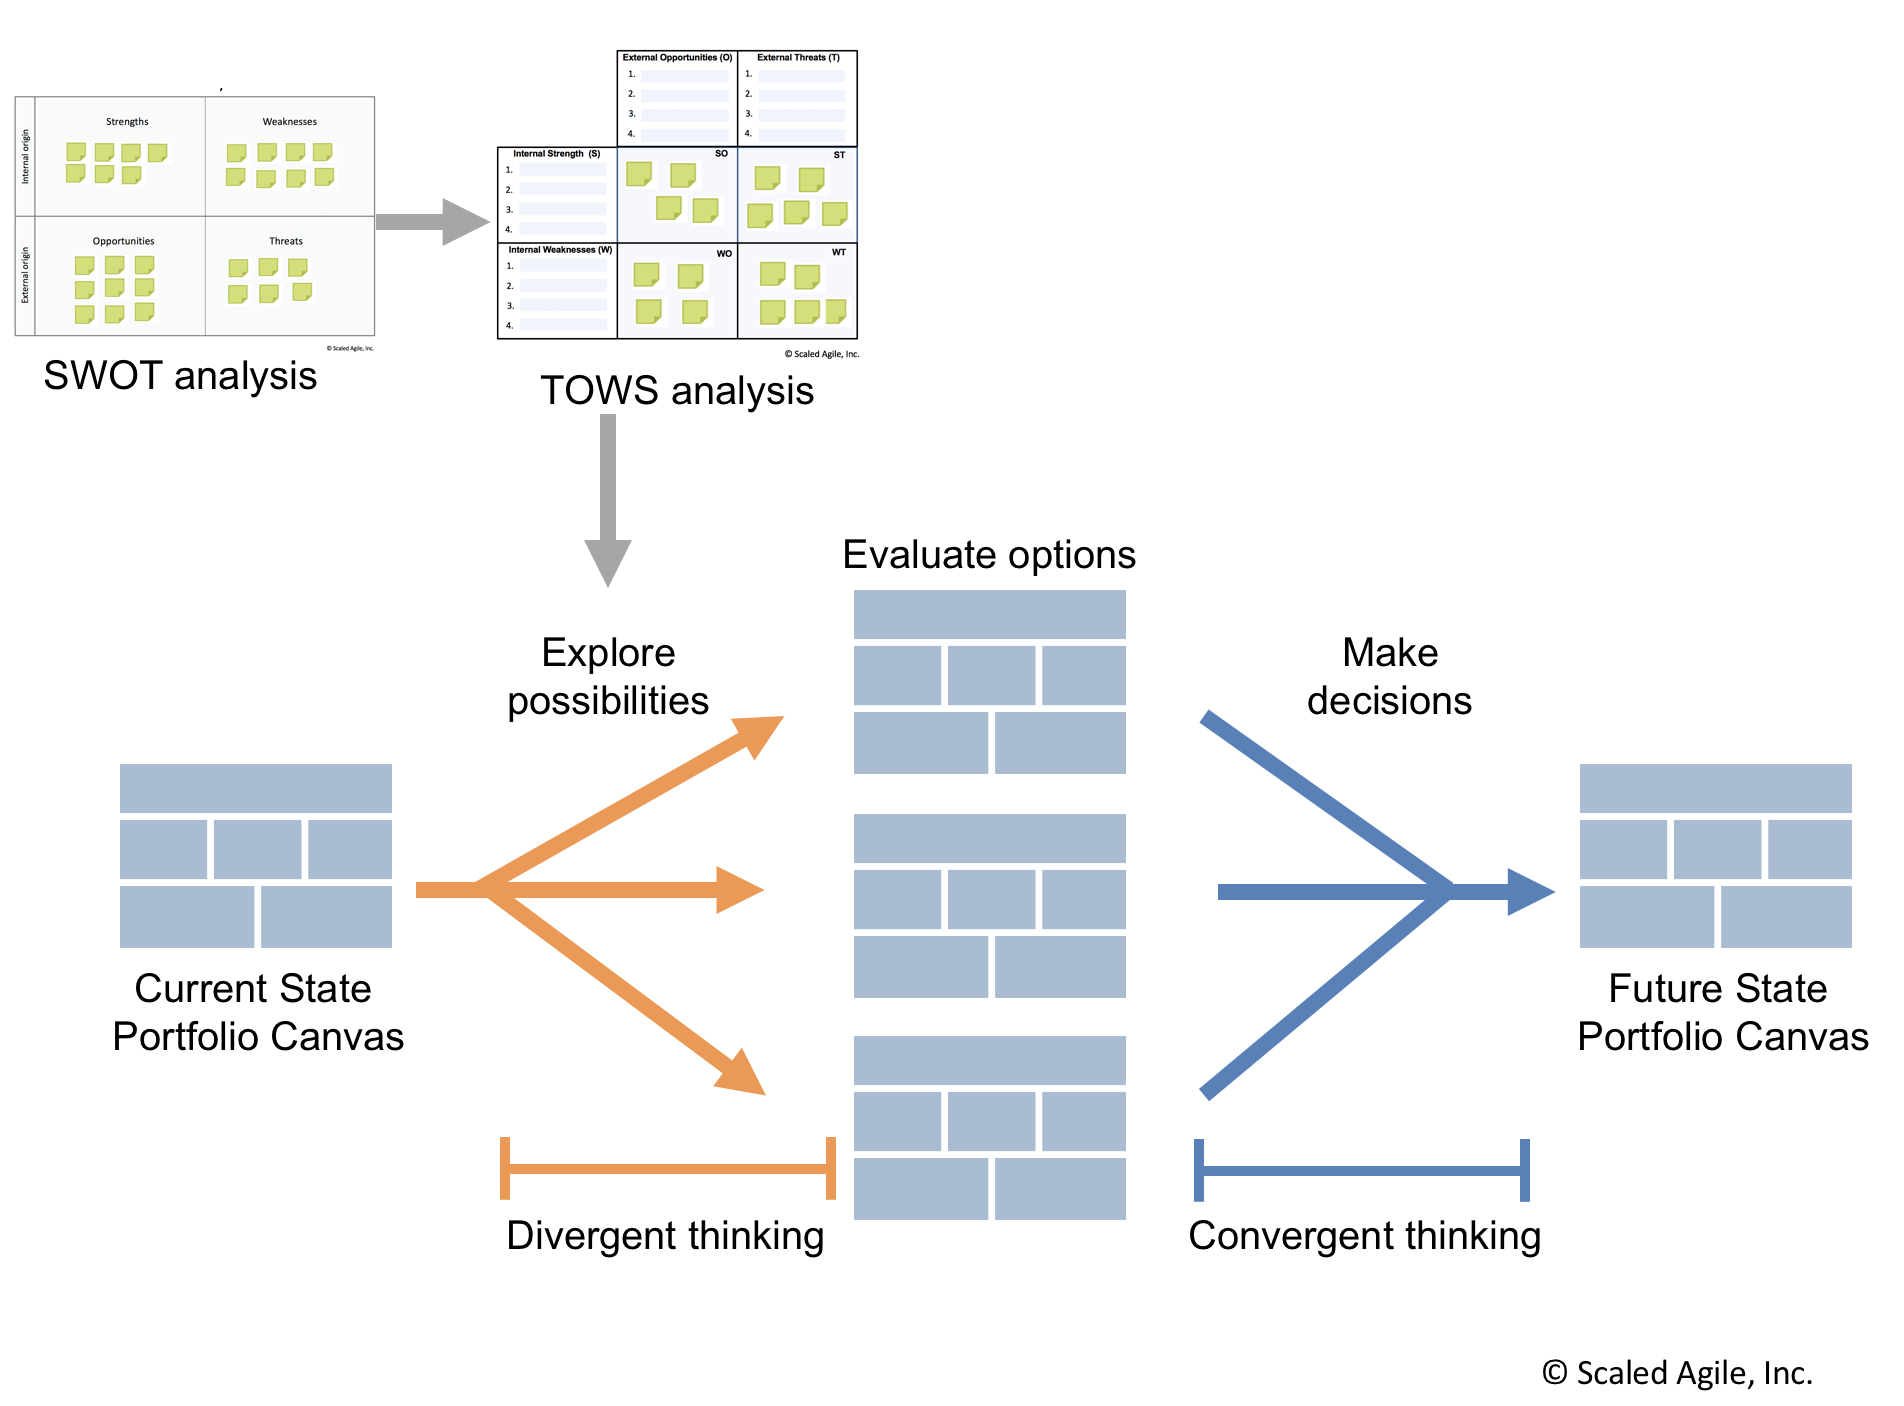 Internal origin
External origin
Strengths
Weaknesses
Opportunities
Threats
© Scaled Agile, Inc.
SWOT analysis
External Opportunities (O)
1.
2.
3.
4.
External Threats (T)
1.
2.
3.
4.
Internal Strength (S)
1.
2.
3.
4.
SO
ST
Internal Weaknesses (W)
1.
2.
3.
4.
WO
WT
© Scaled Agile, Inc.
TOWS analysis
Evaluate options
Explore
possibilities
Make
decisions
Current State
Portfolio Canvas
Future State
Portfolio Canvas
Divergent thinking
Convergent thinking
© Scaled Agile, Inc.